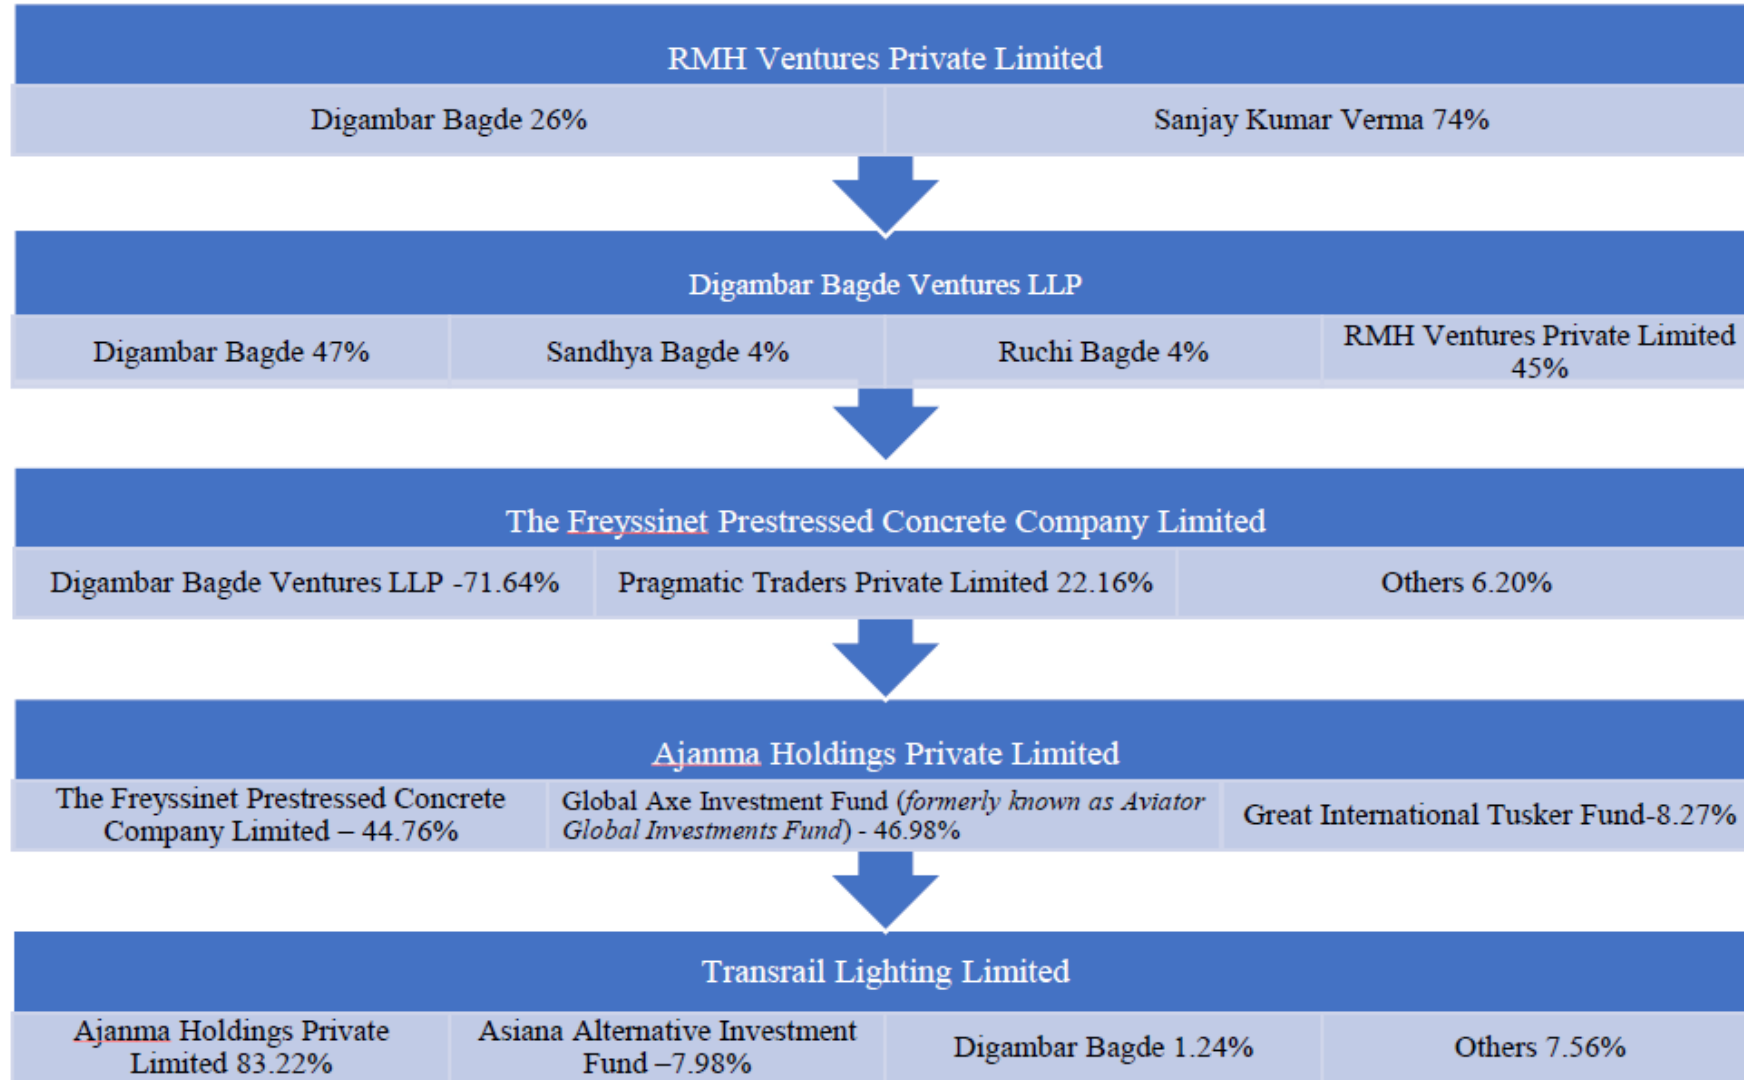 RMH Ventures Private Limited
Digambar Bagde 26%
Sanjay Kumar Verma 74%
Digambar Bagde Ventures LLP
Digambar Bagde 47%
Sandhya Bagde 4%
Ruchi Bagde 4%
RMH Ventures Private Limited
45%
The Freyssinet Prestressed Concrete Company Limited
Digambar Bagde Ventures LLP -71.64%
Pragmatic Traders Private Limited 22.16%
Others 6.20%
Ajanma Holdings Private Limited
The Freyssinet Prestressed Concrete
Company Limited – 44.76%
Global Axe Investment Fund (formerly known as Aviator
Global Investments Fund) - 46.98%
Great International Tusker Fund-8.27%
Transrail Lighting Limited
Ajanma Holdings Private
Limited 83.22%
Asiana Alternative Investment
Fund –7.98%
Digambar Bagde 1.24%
Others 7.56%